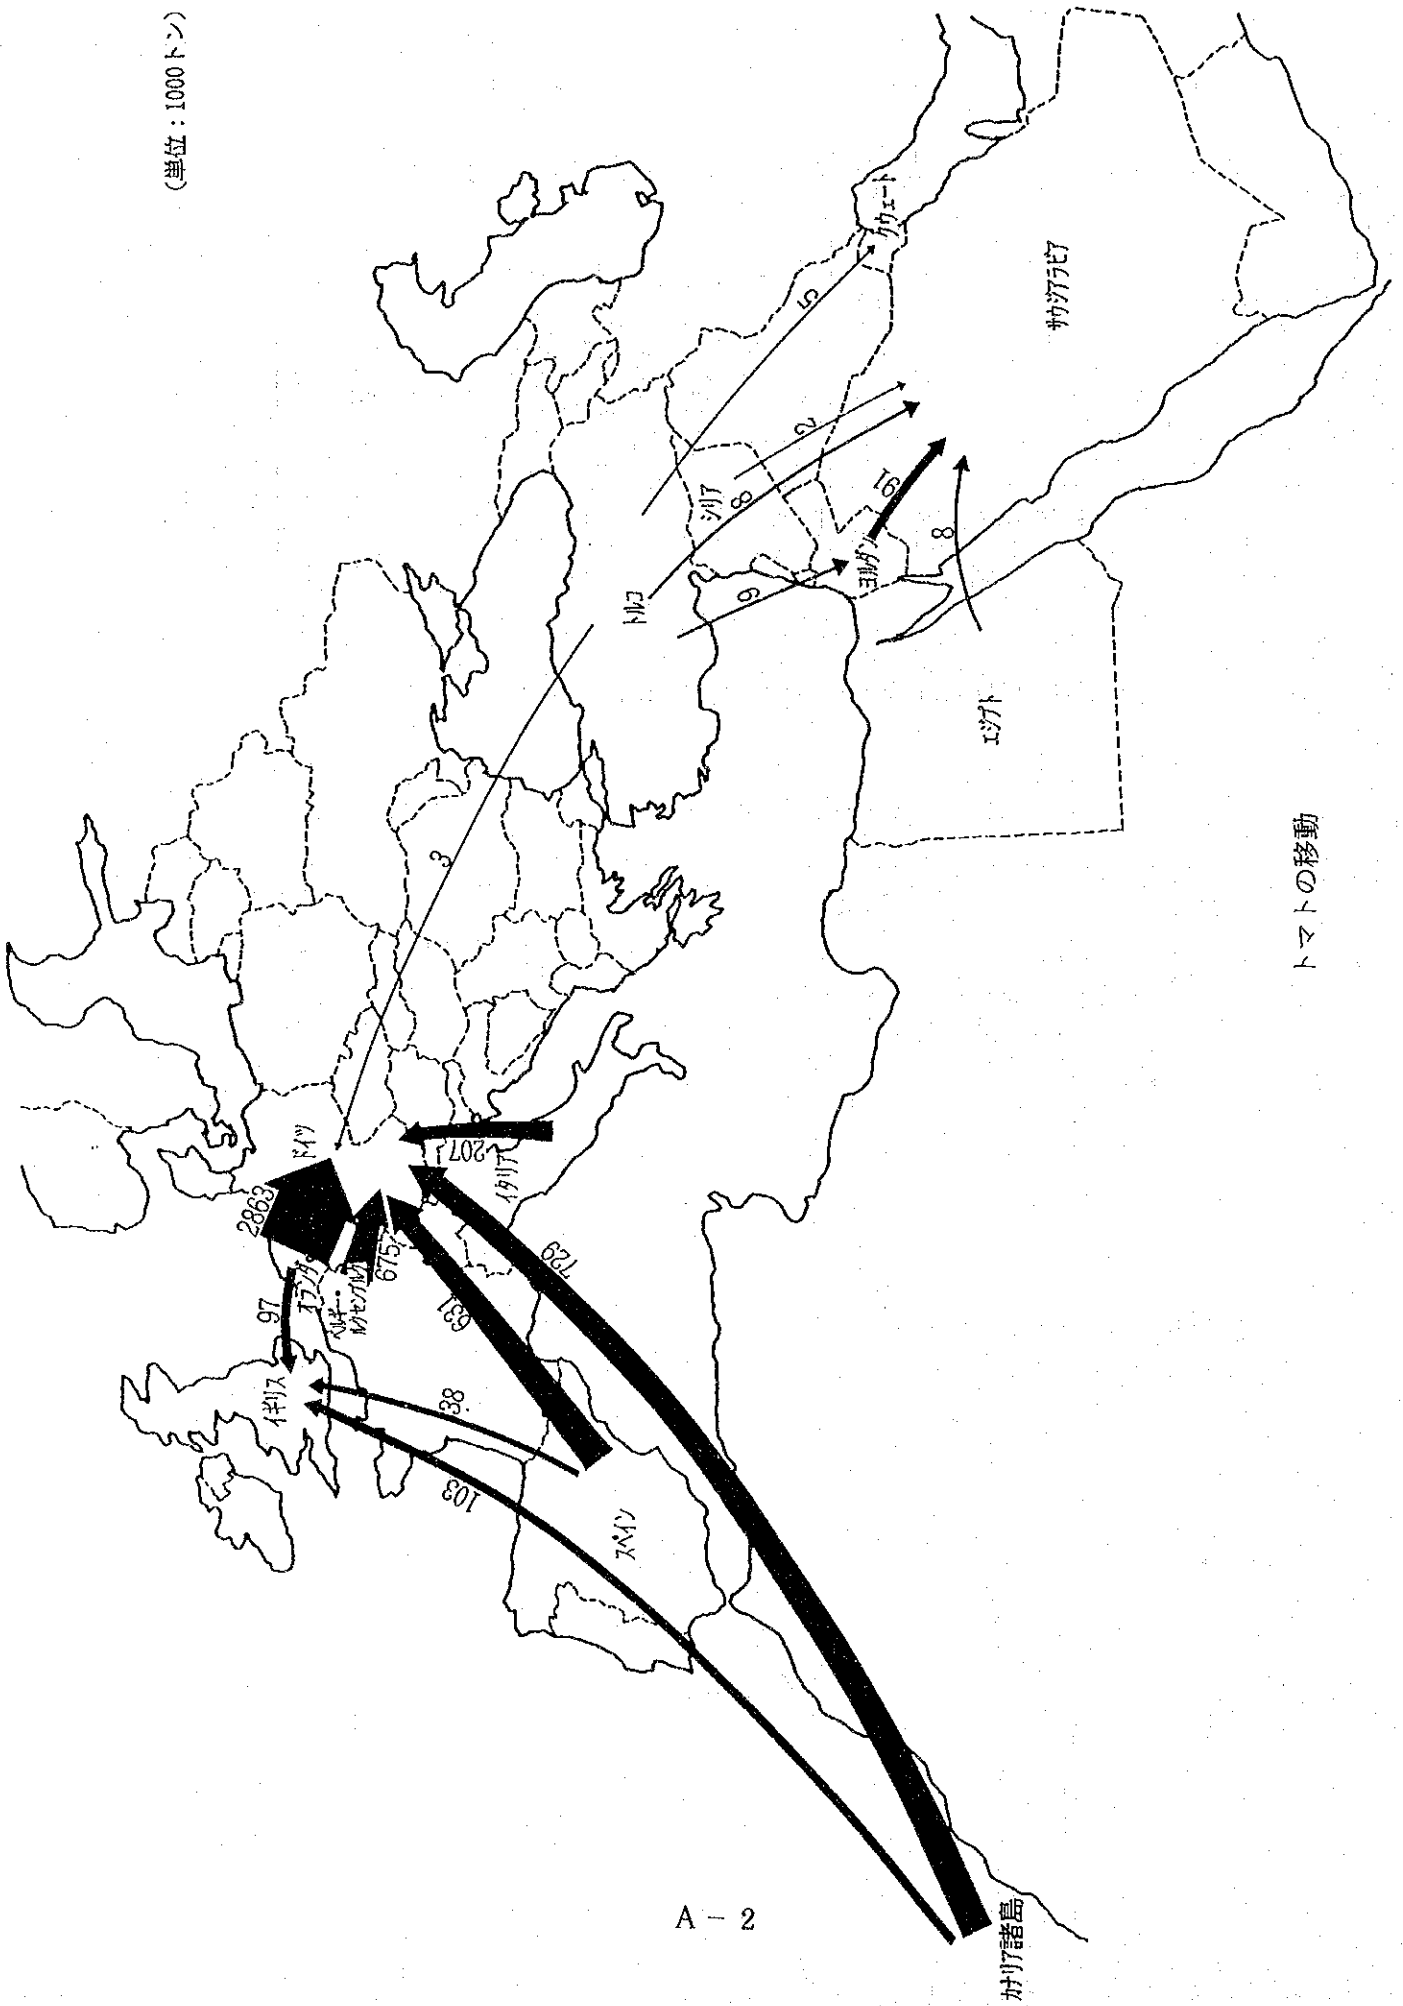 (単位：1000トン)
イギリス
97
2863
オランダ
ベルギー・
ルクセンブルク
675
ドイツ
103
38
631
729
207
イタリア
スペイン
カナリア諸島
3
トルコ
5
2
8
シリア
9
ヨルダン
91
8
クウェート
サウジアラビア
エジプト
トマトの移動
A － 2